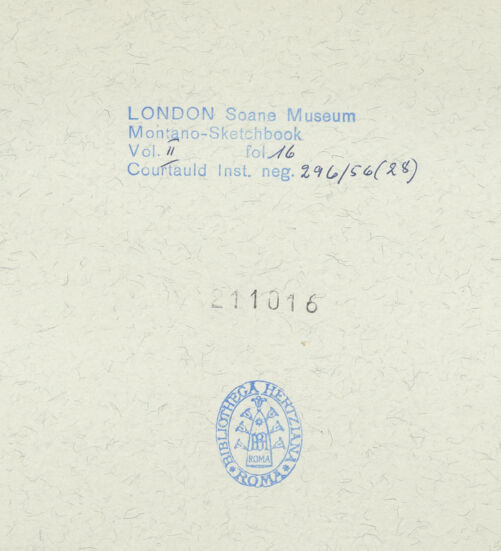 LONDON Soane Museum
Montano-Sketchbook
Vol. II fol. 16
Courtauld Inst. neg. 296/56 (28)
211016
BIBLIOTHECA HERTZIANA
ROMA
ROMA